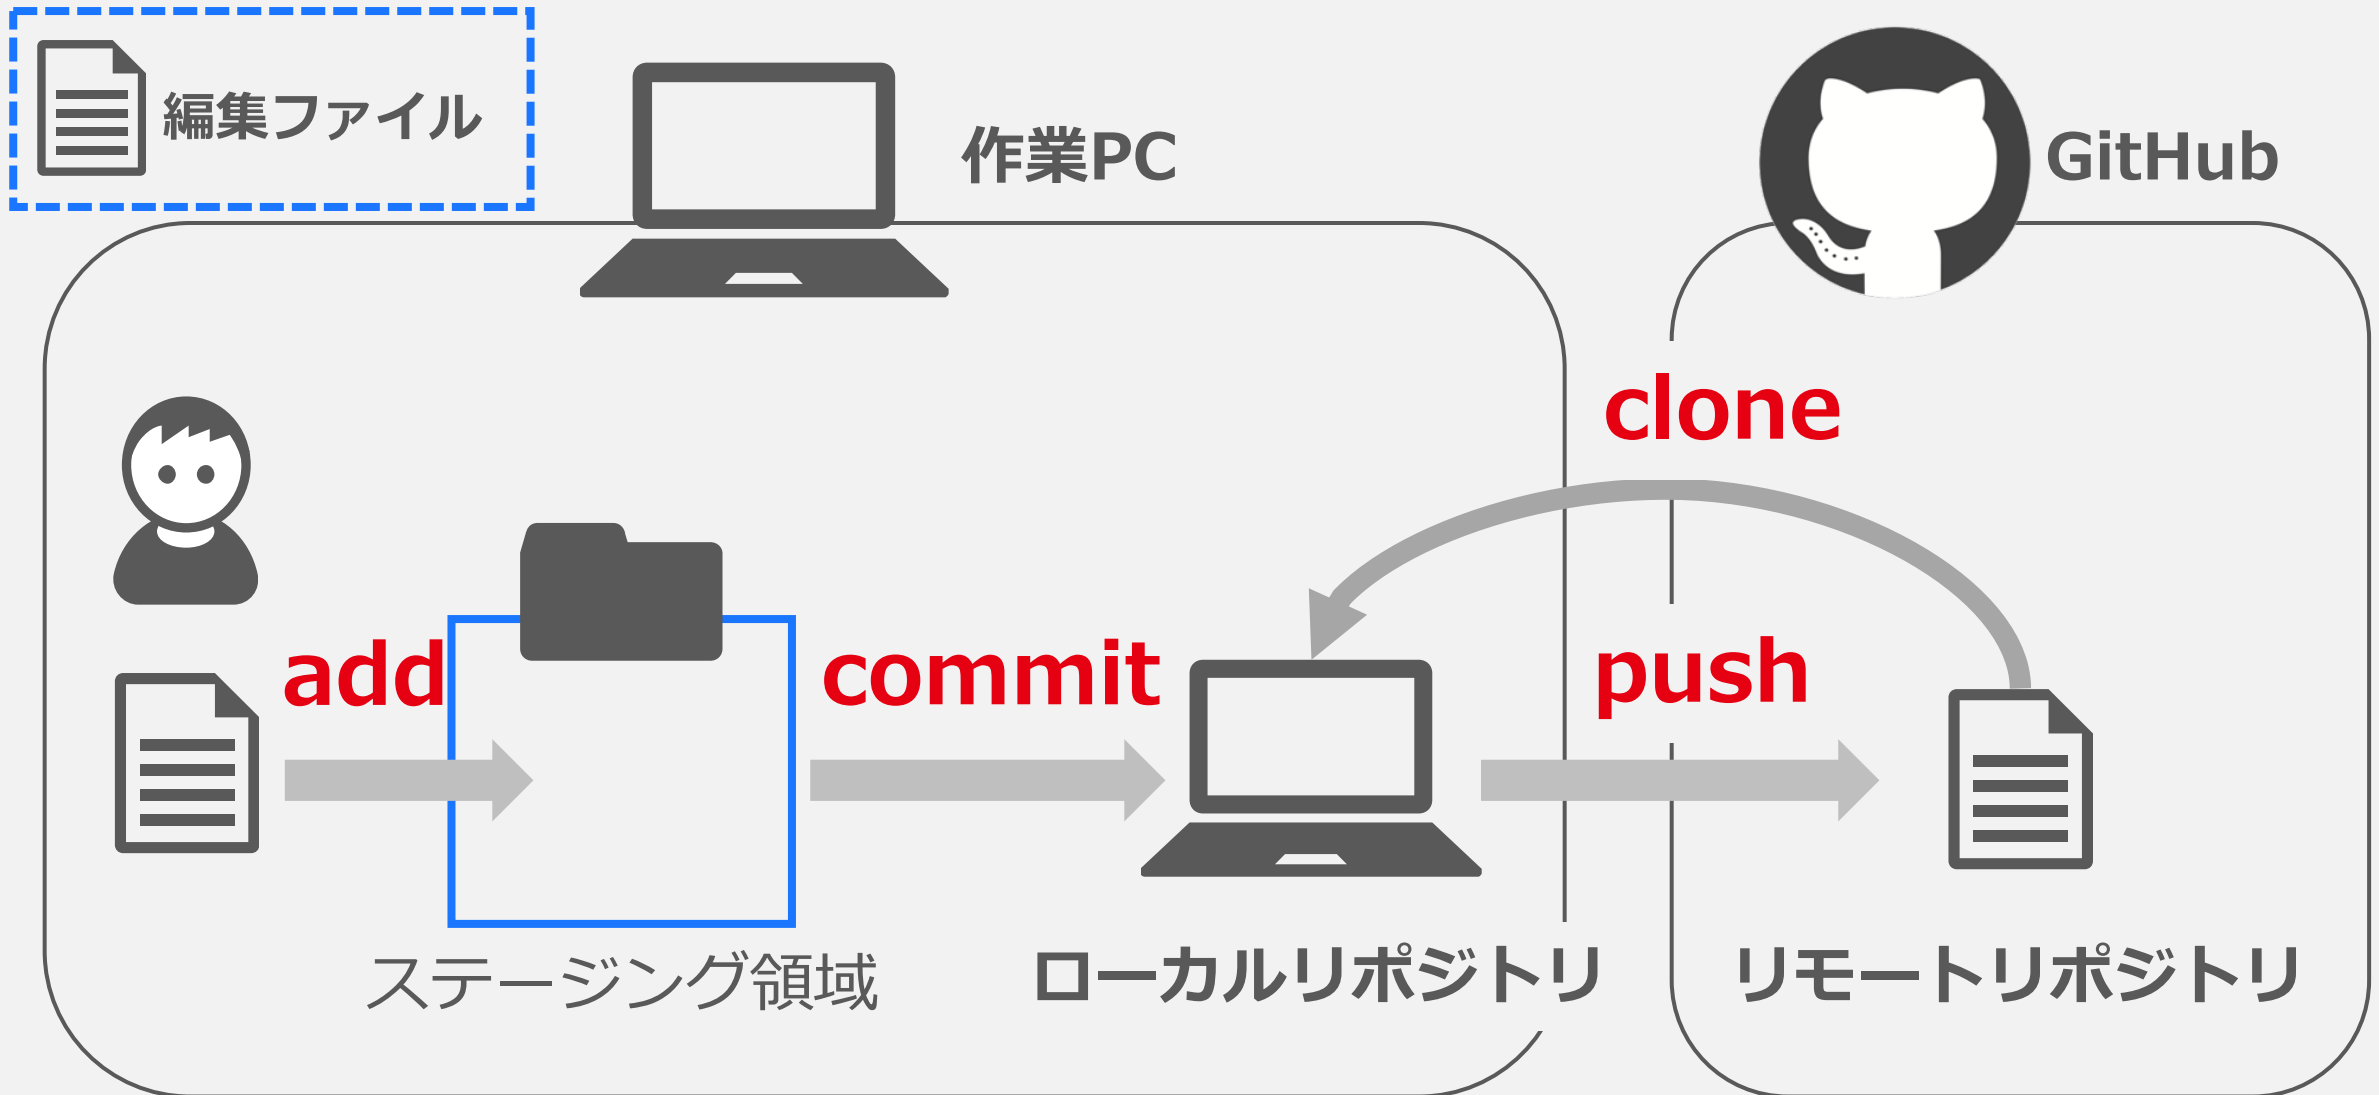 編集ファイル
作業PC
GitHub
clone
add
commit
push
ステージング領域
ローカルリポジトリ
リモートリポジトリ